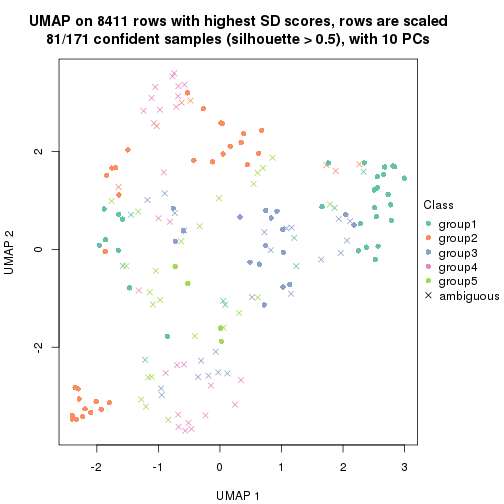 UMAP on 8411 rows with highest SD scores, rows are scaled
81/171 confident samples (silhouette > 0.5), with 10 PCs
2
0
-2
UMAP 2
-2
-1
0
1
2
3
UMAP 1
Class
group1
group2
group3
group4
group5
ambiguous